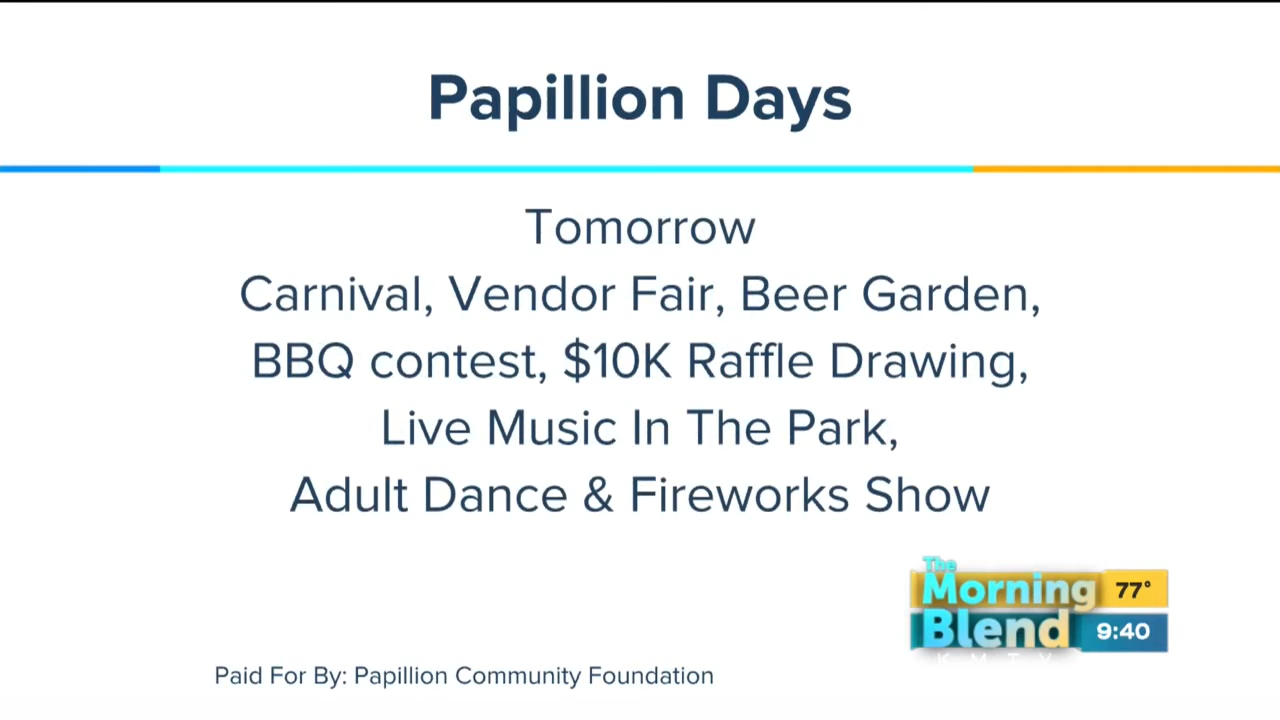 Papillion Days
Tomorrow
Carnival, Vendor Fair, Beer Garden,
BBQ contest, $10K Raffle Drawing,
Live Music In The Park,
Adult Dance & Fireworks Show
The
Morning
77°
Blend
9:40
KMTV
Paid For By: Papillion Community Foundation